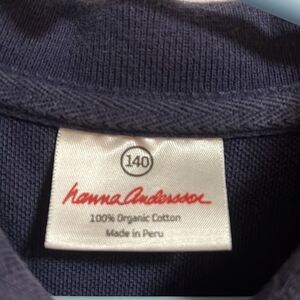 140
hanna andersson
100% Organic Cotton
Made in Peru